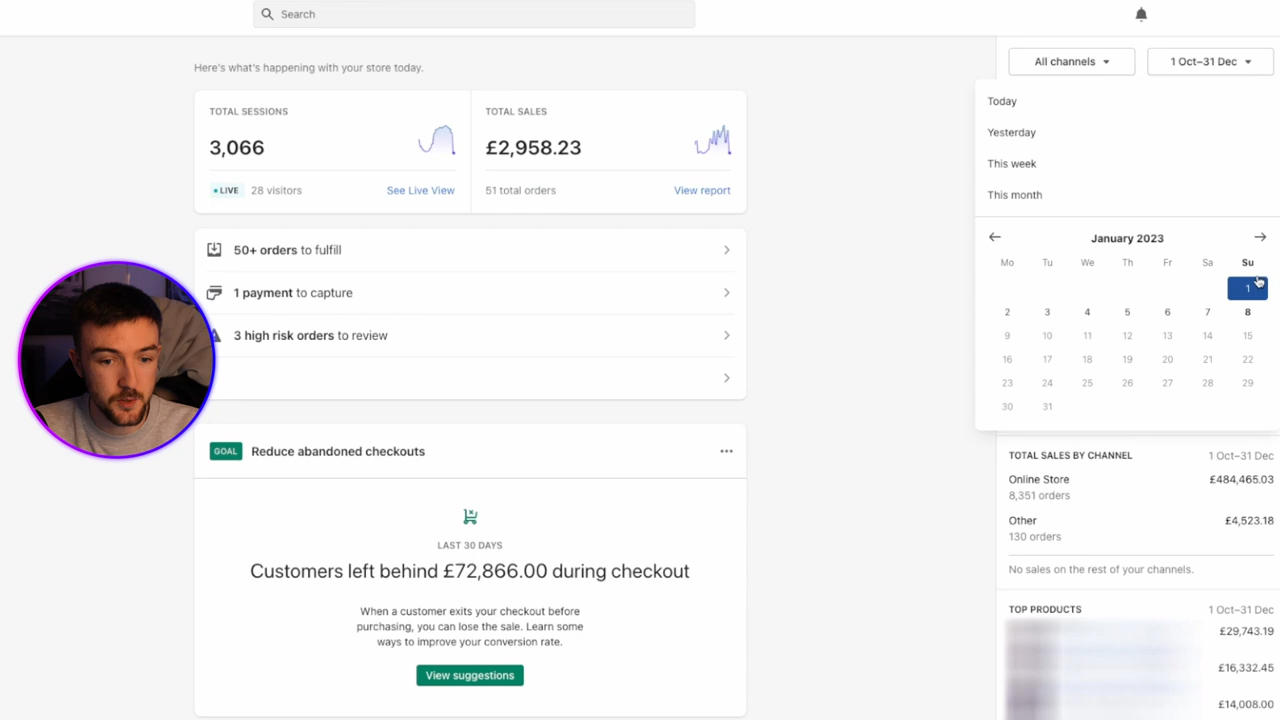 Search
Here's what's happening with your store today.
All channels
1 Oct–31 Dec
TOTAL SESSIONS
3,066
LIVE
28 visitors
See Live View
TOTAL SALES
£2,958.23
51 total orders
View report
50+ orders to fulfill
1 payment to capture
3 high risk orders to review
GOAL
Reduce abandoned checkouts
LAST 30 DAYS
Customers left behind £72,866.00 during checkout
When a customer exits your checkout before
purchasing, you can lose the sale. Learn some
ways to improve your conversion rate.
View suggestions
Today
Yesterday
This week
This month
January 2023
Mo Tu We Th Fr Sa Su
1
2 3 4 5 6 7 8
9 10 11 12 13 14 15
16 17 18 19 20 21 22
23 24 25 26 27 28 29
30 31
TOTAL SALES BY CHANNEL 1 Oct–31 Dec
Online Store £484,465.03
8,351 orders
Other £4,523.18
130 orders
No sales on the rest of your channels.
TOP PRODUCTS 1 Oct–31 Dec
£29,743.19
£16,332.45
£14,008.00